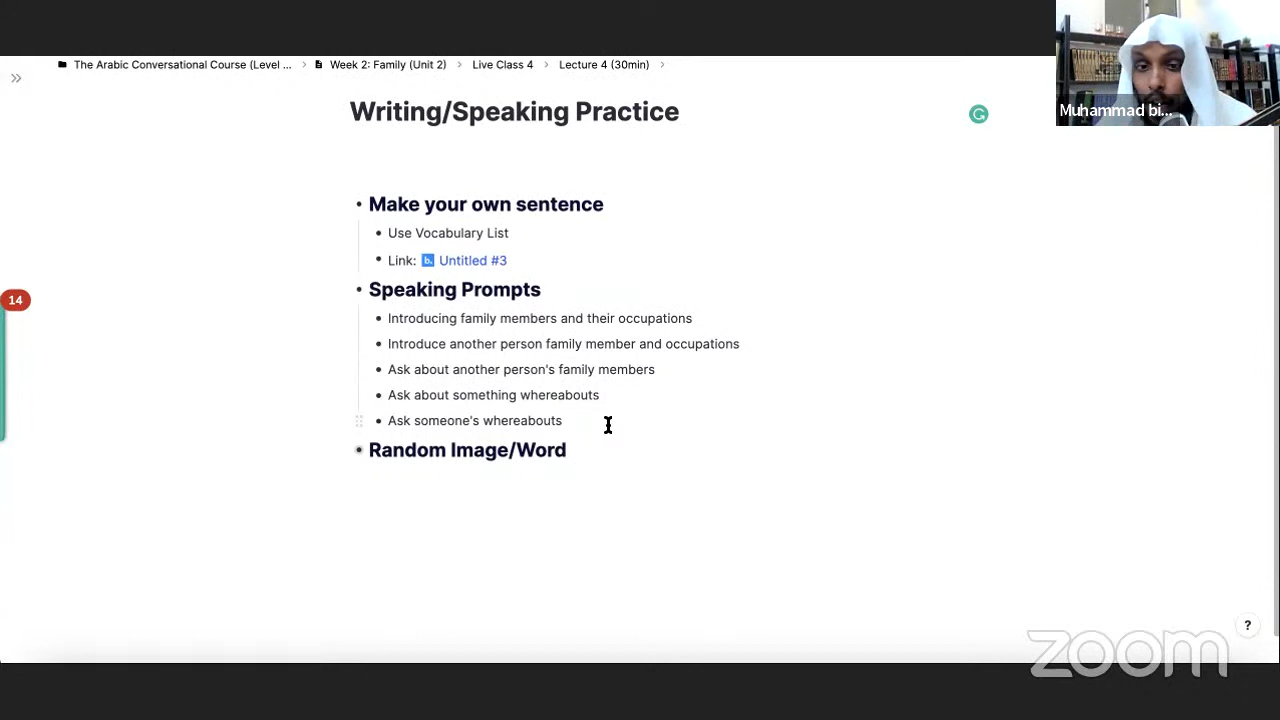 The Arabic Conversational Course (Level ... > Week 2: Family (Unit 2) > Live Class 4 > Lecture 4 (30min) >
Muhammad bi...
Writing/Speaking Practice
Make your own sentence
Use Vocabulary List
Link: b. Untitled #3
Speaking Prompts
14
Introducing family members and their occupations
Introduce another person family member and occupations
Ask about another person's family members
Ask about something whereabouts
Ask someone's whereabouts
Random Image/Word
?
zoom